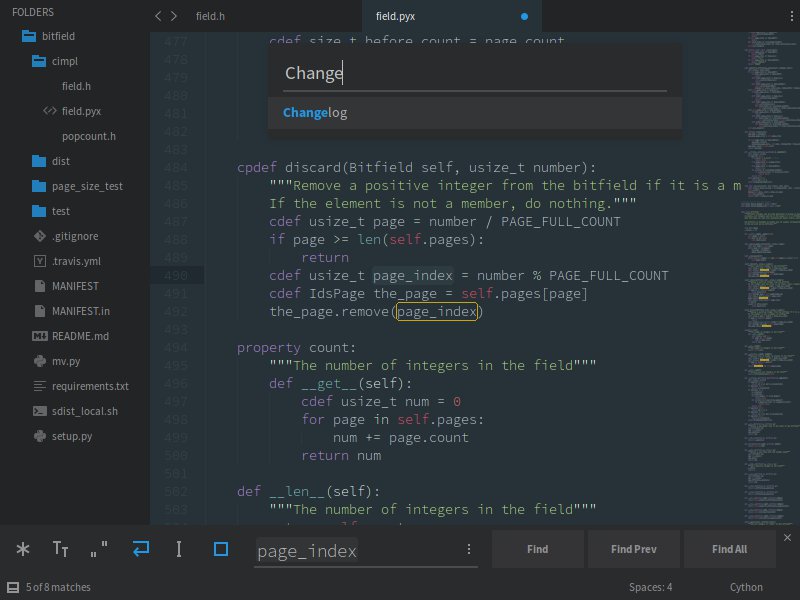 FOLDERS
bitfield
cimpl
field.h
field.pyx
popcount.h
dist
page_size_test
test
.gitignore
.travis.yml
MANIFEST
MANIFEST.in
README.md
mv.py
requirements.txt
sdist_local.sh
setup.py
field.h
field.pyx
477 cdef size_t before_count = page.count
Change
Changelog
478
479
480
481
482
483
484 cpdef discard(Bitfield self, usize_t number):
485 """Remove a positive integer from the bitfield if it is a m
486 If the element is not a member, do nothing."""
487 cdef usize_t page = number / PAGE_FULL_COUNT
488 if page >= len(self.pages):
489 return
490 cdef usize_t page_index = number % PAGE_FULL_COUNT
491 cdef IdsPage the_page = self.pages[page]
492 the_page.remove(page_index)
493
494 property count:
495 """The number of integers in the field"""
496 def __get__(self):
497 cdef usize_t num = 0
498 for page in self.pages:
499 num += page.count
500 return num
501
502 def __len__(self):
503 """The number of integers in the field"""
page_index
Find
Find Prev
Find All
5 of 8 matches
Spaces: 4
Cython